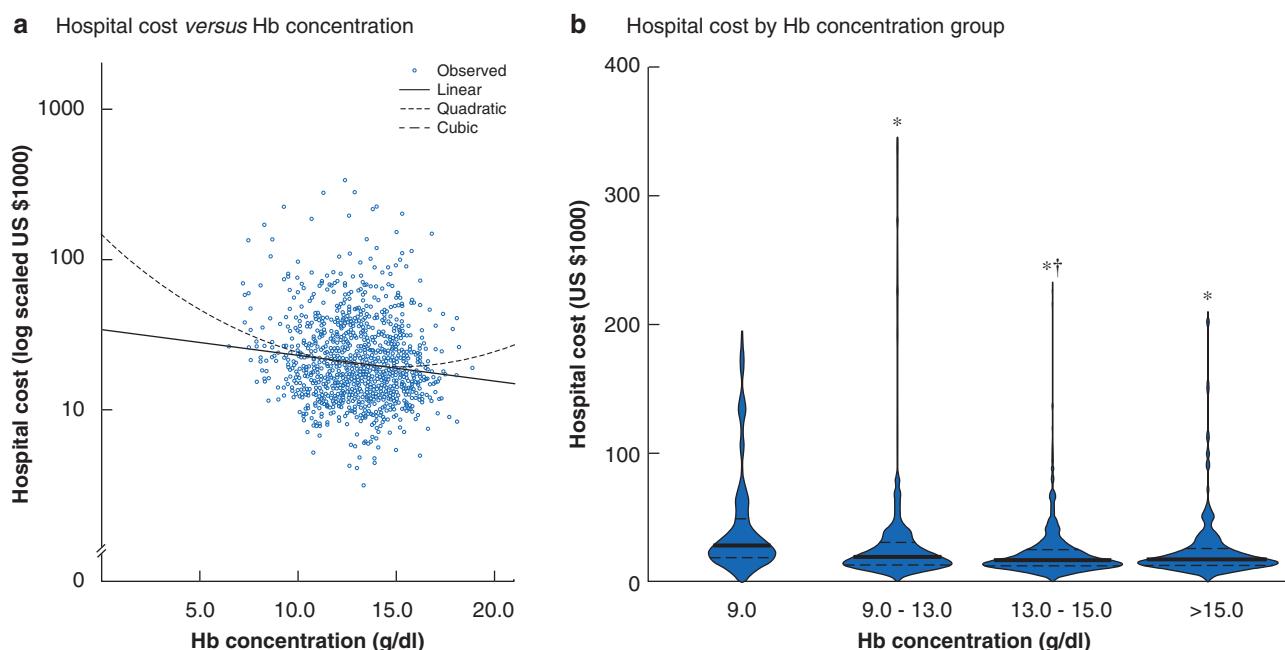 a Hospital cost versus Hb concentration
Observed
Linear
Quadratic
Cubic
1000
100
10
0
Hospital cost (log scaled US $1000)
5.0 10.0 15.0 20.0
Hb concentration (g/dl)
b Hospital cost by Hb concentration group
400
300
200
100
0
Hospital cost (US $1000)
*
*†
*
9.0 9.0 - 13.0 13.0 - 15.0 >15.0
Hb concentration (g/dl)